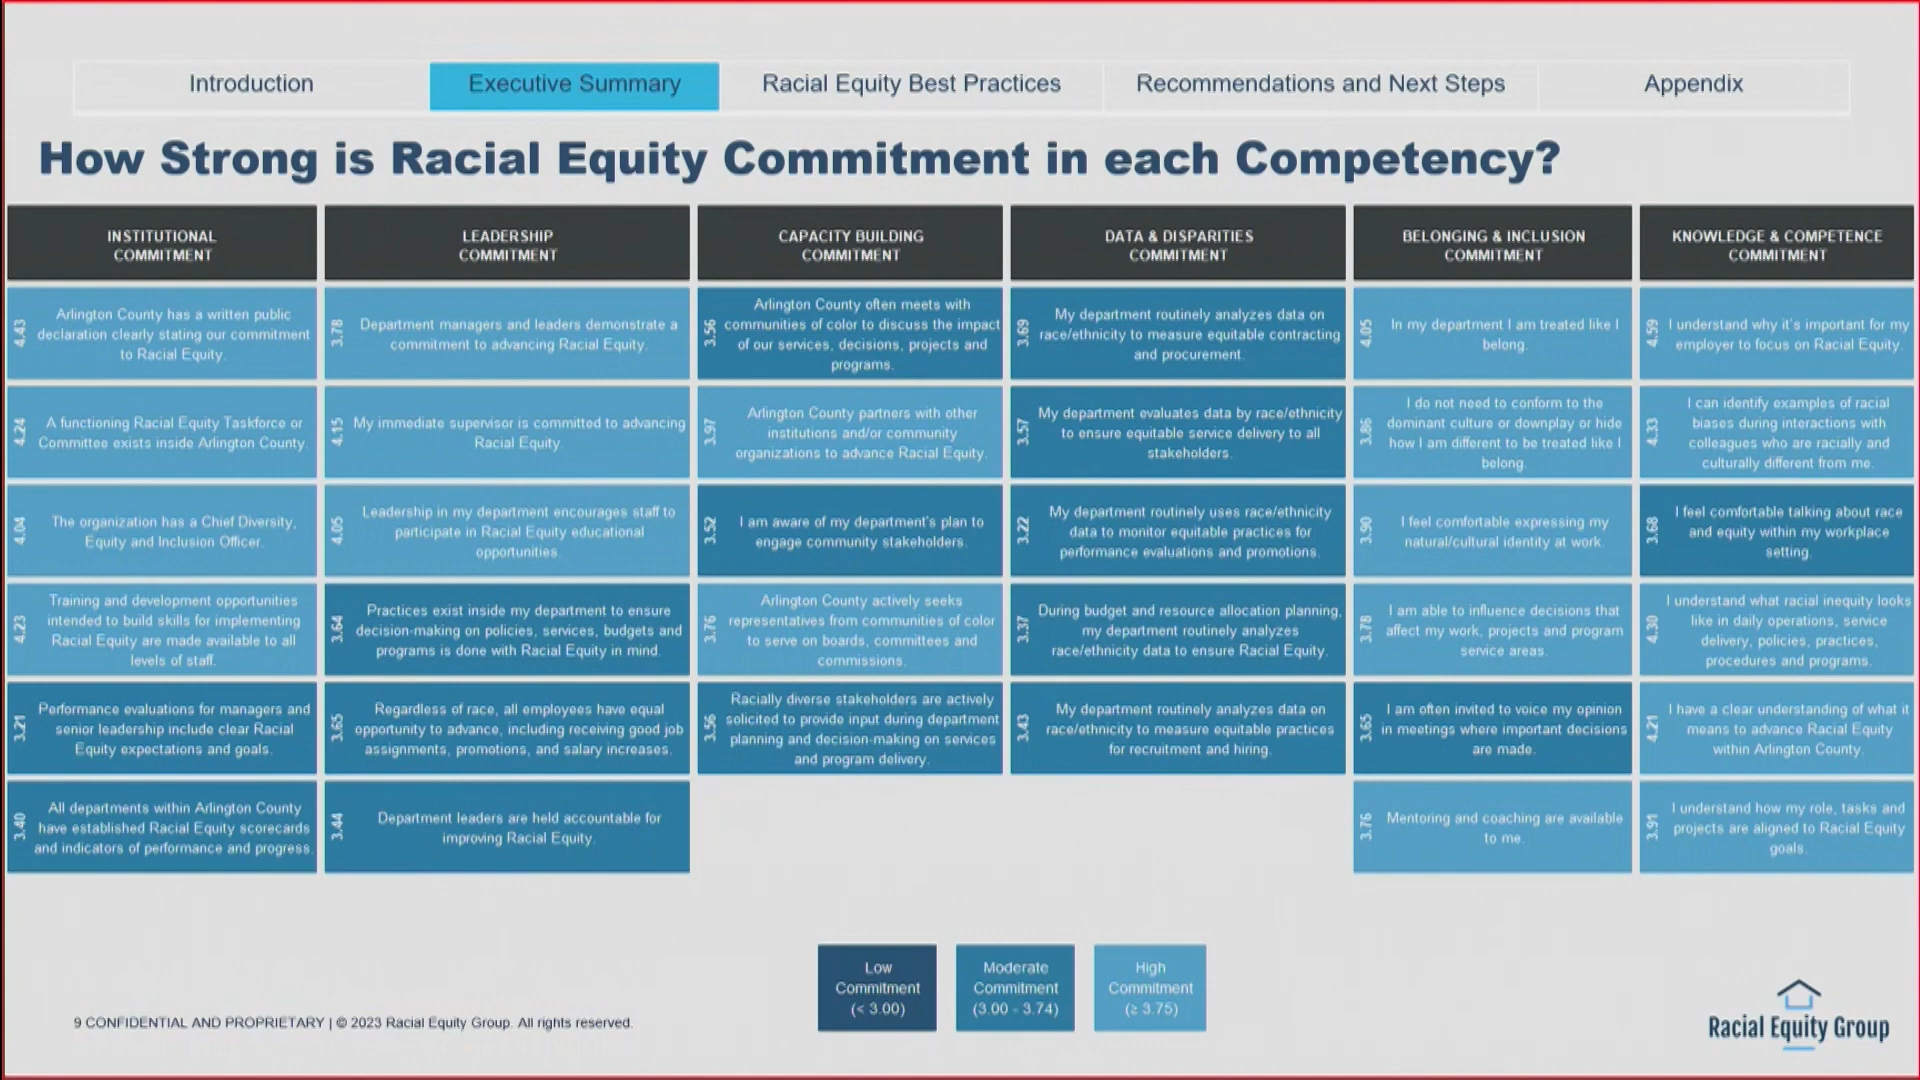 Introduction
Executive Summary
Racial Equity Best Practices
Recommendations and Next Steps
Appendix
How Strong is Racial Equity Commitment in each Competency?
INSTITUTIONAL
COMMITMENT
4.43
Arlington County has a written public
declaration clearly stating our commitment
to Racial Equity.
4.24
A functioning Racial Equity Taskforce or
Committee exists inside Arlington County.
4.04
The organization has a Chief Diversity,
Equity and Inclusion Officer.
4.23
Training and development opportunities
intended to build skills for implementing
Racial Equity are made available to all
levels of staff.
3.21
Performance evaluations for managers and
senior leadership include clear Racial
Equity expectations and goals.
3.40
All departments within Arlington County
have established Racial Equity scorecards
and indicators of performance and progress.
LEADERSHIP
COMMITMENT
3.78
Department managers and leaders demonstrate a
commitment to advancing Racial Equity.
4.15
My immediate supervisor is committed to advancing
Racial Equity.
4.05
Leadership in my department encourages staff to
participate in Racial Equity educational
opportunities.
3.64
Practices exist inside my department to ensure
decision-making on policies, services, budgets and
programs is done with Racial Equity in mind.
3.65
Regardless of race, all employees have equal
opportunity to advance, including receiving good job
assignments, promotions, and salary increases.
3.44
Department leaders are held accountable for
improving Racial Equity.
CAPACITY BUILDING
COMMITMENT
3.56
Arlington County often meets with
communities of color to discuss the impact
of our services, decisions, projects and
programs.
3.97
Arlington County partners with other
institutions and/or community
organizations to advance Racial Equity.
3.52
I am aware of my department's plan to
engage community stakeholders.
3.76
Arlington County actively seeks
representatives from communities of color
to serve on boards, committees and
commissions.
3.56
Racially diverse stakeholders are actively
solicited to provide input during department
planning and decision-making on services
and program delivery.
DATA & DISPARITIES
COMMITMENT
3.69
My department routinely analyzes data on
race/ethnicity to measure equitable contracting
and procurement.
3.57
My department evaluates data by race/ethnicity
to ensure equitable service delivery to all
stakeholders.
3.22
My department routinely uses race/ethnicity
data to monitor equitable practices for
performance evaluations and promotions.
3.37
During budget and resource allocation planning,
my department routinely analyzes
race/ethnicity data to ensure Racial Equity.
3.43
My department routinely analyzes data on
race/ethnicity to measure equitable practices
for recruitment and hiring.
BELONGING & INCLUSION
COMMITMENT
4.05
In my department I am treated like I
belong.
3.86
I do not need to conform to the
dominant culture or downplay or hide
how I am different to be treated like I
belong.
3.90
I feel comfortable expressing my
natural/cultural identity at work.
3.78
I am able to influence decisions that
affect my work, projects and program
service areas.
3.65
I am often invited to voice my opinion
in meetings where important decisions
are made.
3.76
Mentoring and coaching are available
to me.
KNOWLEDGE & COMPETENCE
COMMITMENT
4.59
I understand why it's important for my
employer to focus on Racial Equity.
4.33
I can identify examples of racial
biases during interactions with
colleagues who are racially and
culturally different from me.
3.68
I feel comfortable talking about race
and equity within my workplace
setting.
4.30
I understand what racial inequity looks
like in daily operations, service
delivery, policies, practices,
procedures and programs.
4.21
I have a clear understanding of what it
means to advance Racial Equity
within Arlington County.
3.91
I understand how my role, tasks and
projects are aligned to Racial Equity
goals.
Low
Commitment
(< 3.00)
Moderate
Commitment
(3.00 - 3.74)
High
Commitment
(≥ 3.75)
9 CONFIDENTIAL AND PROPRIETARY | © 2023 Racial Equity Group. All rights reserved.
Racial Equity Group